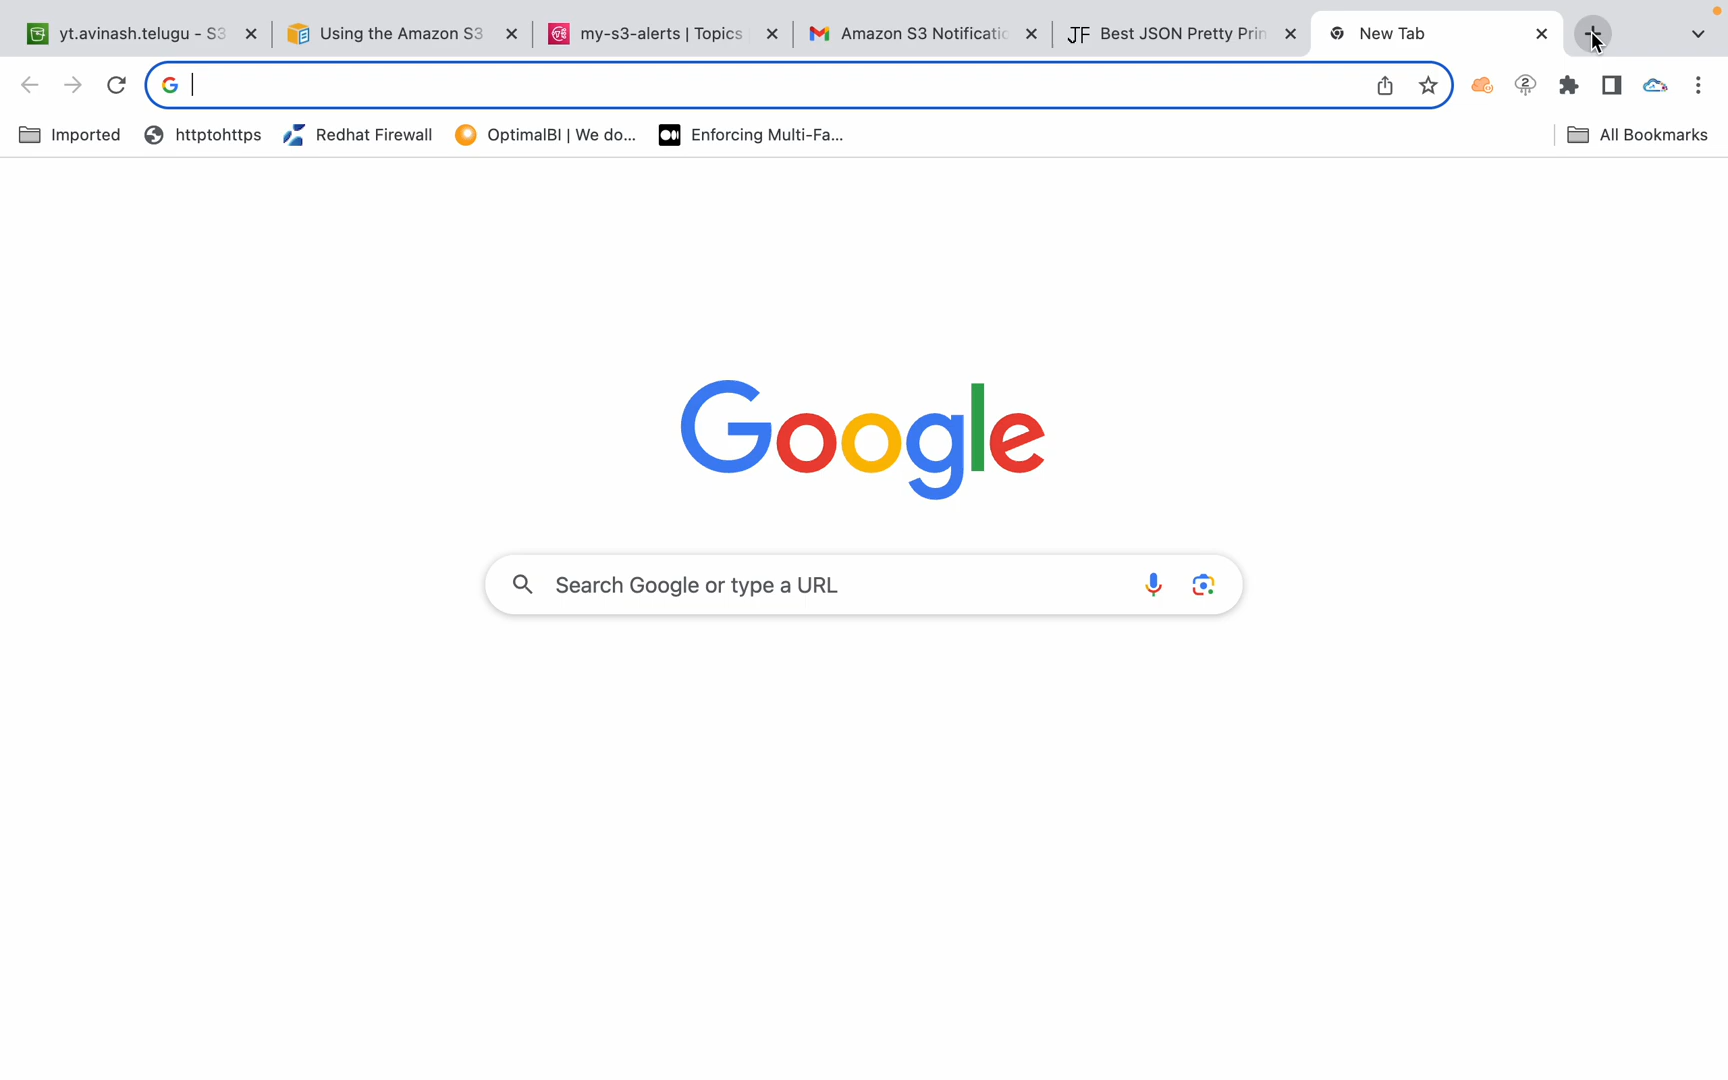 yt.avinash.telugu - S3
Using the Amazon S3
my-s3-alerts | Topics
Amazon S3 Notificatio
JF Best JSON Pretty Prin
New Tab
Imported
httptohttps
Redhat Firewall
OptimalBI | We do...
Enforcing Multi-Fa...
All Bookmarks
Google
Search Google or type a URL